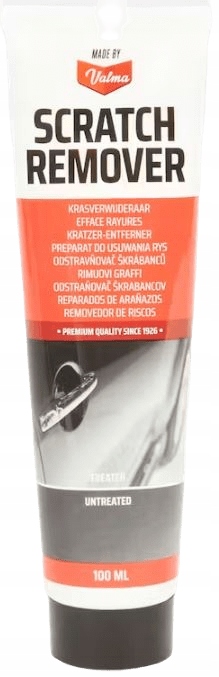 MADE BY
Valma
SCRATCH
REMOVER
KRASVERWIJDERAAR
EFFACE RAYURES
KRATZER-ENTFERNER
PREPARAT DO USUWANIA RYS
ODSTRAVŇOVAČ ŠKRÁBANCŮ
RIMUOVI GRAFFI
ODSTRAŇOVAČ ŠKRABANCOV
REPARADOS DE ARAÑAZOS
REMOVEDOR DE RISCOS
• PREMIUM QUALITY SINCE 1926 •
TREATED
UNTREATED
100 ML